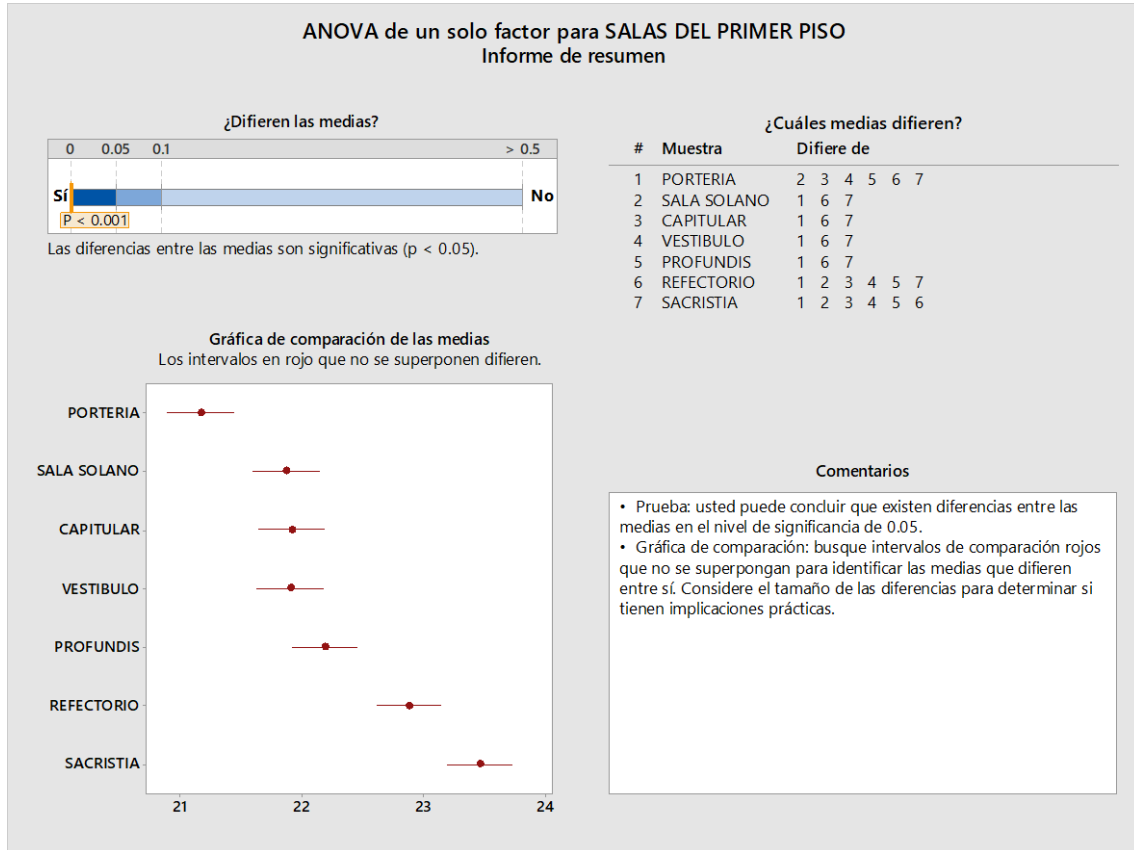 ANOVA de un solo factor para SALAS DEL PRIMER PISO
Informe de resumen
¿Difieren las medias?
0 0.05 0.1 > 0.5
Sí No
P < 0.001
Las diferencias entre las medias son significativas (p < 0.05).
¿Cuáles medias difieren?
# Muestra Difiere de
1 PORTERIA 2 3 4 5 6 7
2 SALA SOLANO 1 6 7
3 CAPITULAR 1 6 7
4 VESTIBULO 1 6 7
5 PROFUNDIS 1 6 7
6 REFECTORIO 1 2 3 4 5 7
7 SACRISTIA 1 2 3 4 5 6
Gráfica de comparación de las medias
Los intervalos en rojo que no se superponen difieren.
PORTERIA
SALA SOLANO
CAPITULAR
VESTIBULO
PROFUNDIS
REFECTORIO
SACRISTIA
21 22 23 24
Comentarios
• Prueba: usted puede concluir que existen diferencias entre las
medias en el nivel de significancia de 0.05.
• Gráfica de comparación: busque intervalos de comparación rojos
que no se superpongan para identificar las medias que difieren
entre sí. Considere el tamaño de las diferencias para determinar si
tienen implicaciones prácticas.